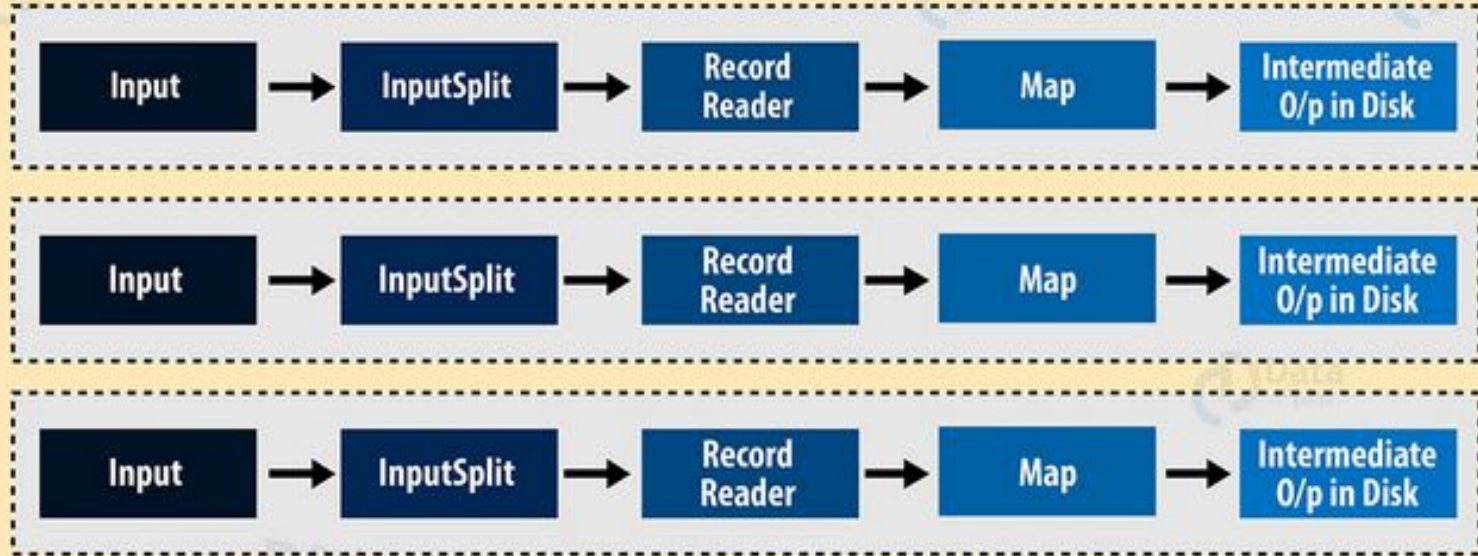 Input
InputSplit
Record
Reader
Map
Intermediate
O/p in Disk
Input
InputSplit
Record
Reader
Map
Intermediate
O/p in Disk
Data
Input
InputSplit
Record
Reader
Map
Intermediate
O/p in Disk